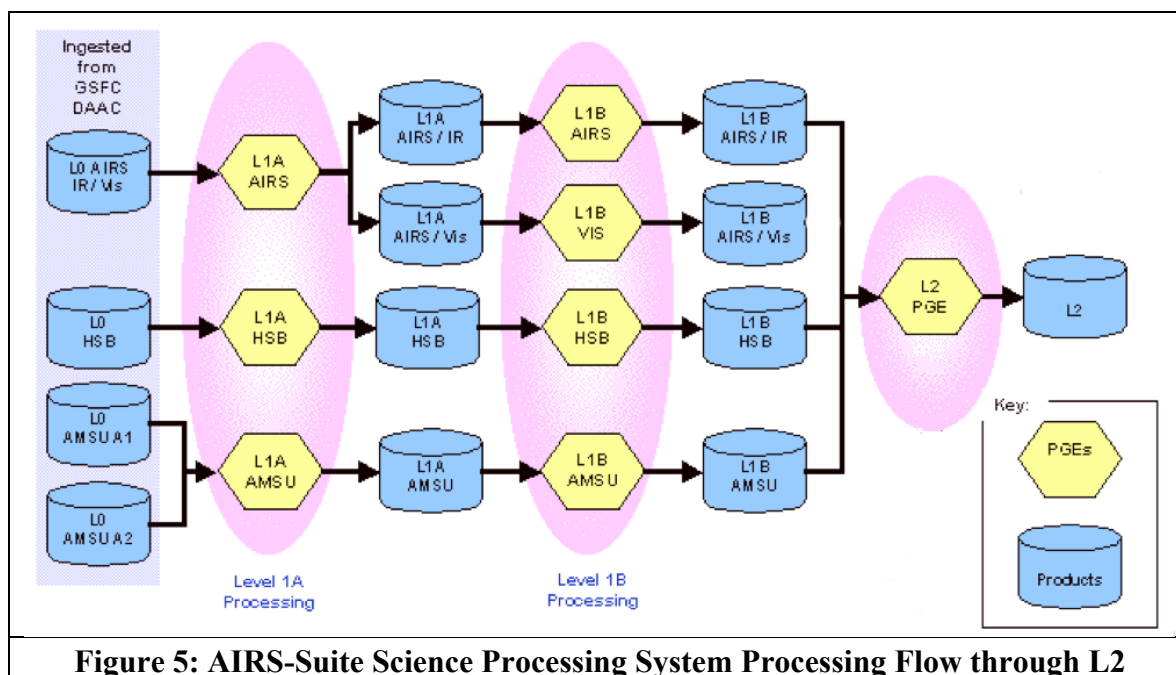 Ingested
from
GSFC
DAAC
L0 AIRS
IR / Vis
L1A
AIRS
L1A
AIRS / IR
L1B
AIRS
L1B
AIRS / IR
L1A
AIRS / Vis
L1B
VIS
L1B
AIRS / Vis
L0
HSB
L1A
HSB
L1A
HSB
L1B
HSB
L1B
HSB
L2
PGE
L2
L0
AMSU A1
L0
AMSU A2
L1A
AMSU
L1A
AMSU
L1B
AMSU
L1B
AMSU
Level 1A
Processing
Level 1B
Processing
Key:
PGEs
Products
Figure 5: AIRS-Suite Science Processing System Processing Flow through L2